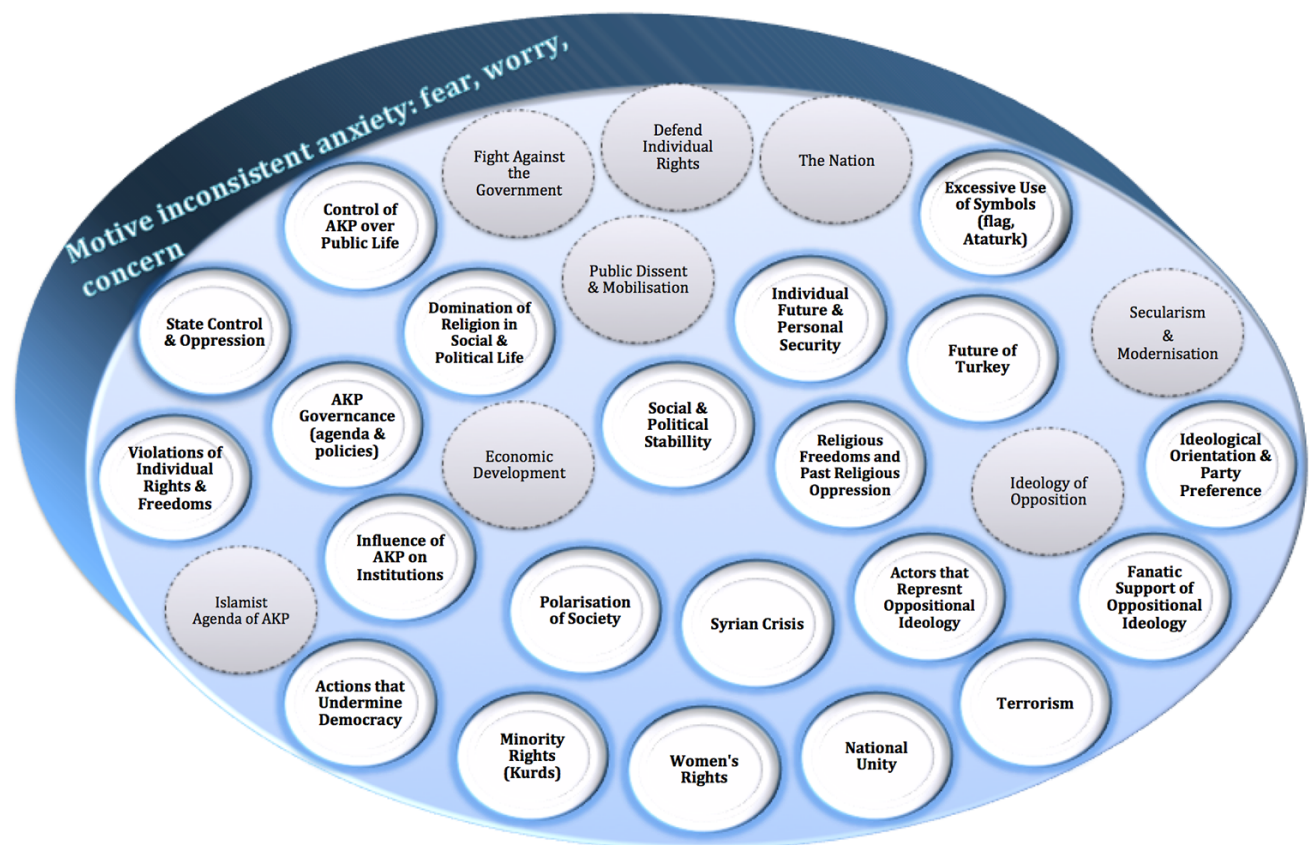 Motive inconsistent anxiety: fear, worry,
concern
Fight Against
the
Government
Defend
Individual
Rights
The Nation
Excessive Use
of Symbols
(flag,
Ataturk)
Control of
AKP over
Public Life
Public Dissent
& Mobilisation
State Control
& Oppression
Domination of
Religion in
Social &
Political Life
Individual
Future &
Personal
Security
Future of
Turkey
Secularism
&
Modernisation
AKP
Governcance
(agenda &
policies)
Social &
Political
Stabillity
Violations of
Individual
Rights &
Freedoms
Economic
Development
Religious
Freedoms and
Past Religious
Oppression
Ideology of
Opposition
Ideological
Orientation &
Party
Preference
Influence of
AKP on
Institutions
Islamist
Agenda of AKP
Polarisation
of Society
Syrian Crisis
Actors that
Represnt
Oppositional
Ideology
Fanatic
Support of
Oppositional
Ideology
Actions that
Undermine
Democracy
Minority
Rights
(Kurds)
Women's
Rights
National
Unity
Terrorism